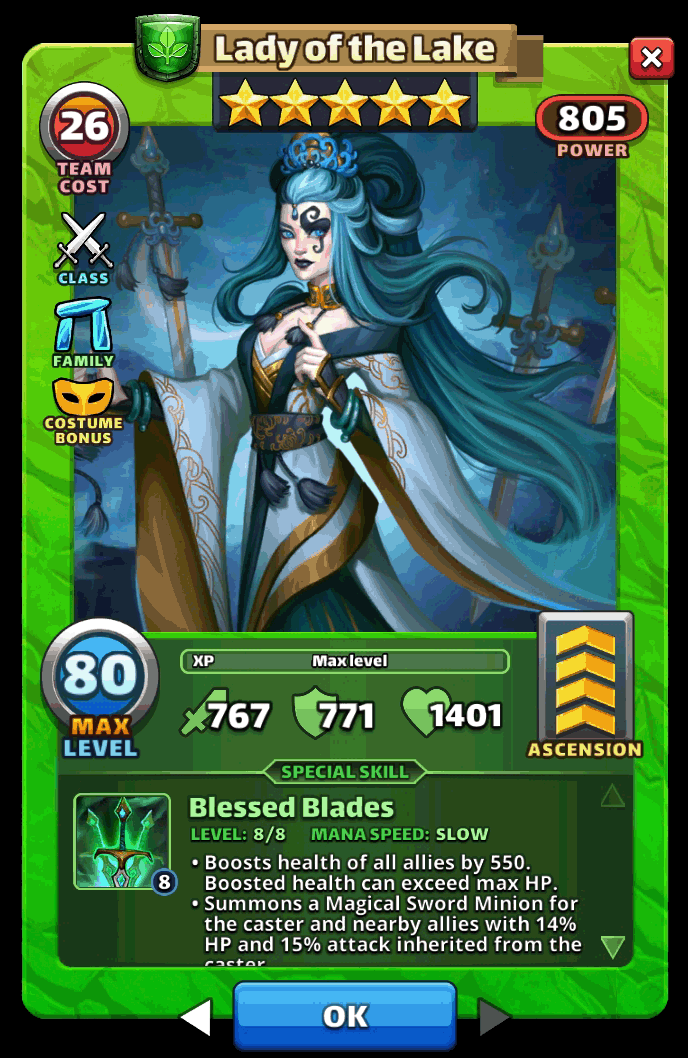 Lady of the Lake
26
TEAM
COST
805
POWER
CLASS
FAMILY
COSTUME
BONUS
80
MAX
LEVEL
XP Max level
767 771 1401
ASCENSION
SPECIAL SKILL
Blessed Blades
LEVEL: 8/8 MANA SPEED: SLOW
8
• Boosts health of all allies by 550.
Boosted health can exceed max HP.
• Summons a Magical Sword Minion for
the caster and nearby allies with 14%
HP and 15% attack inherited from the
caster
OK